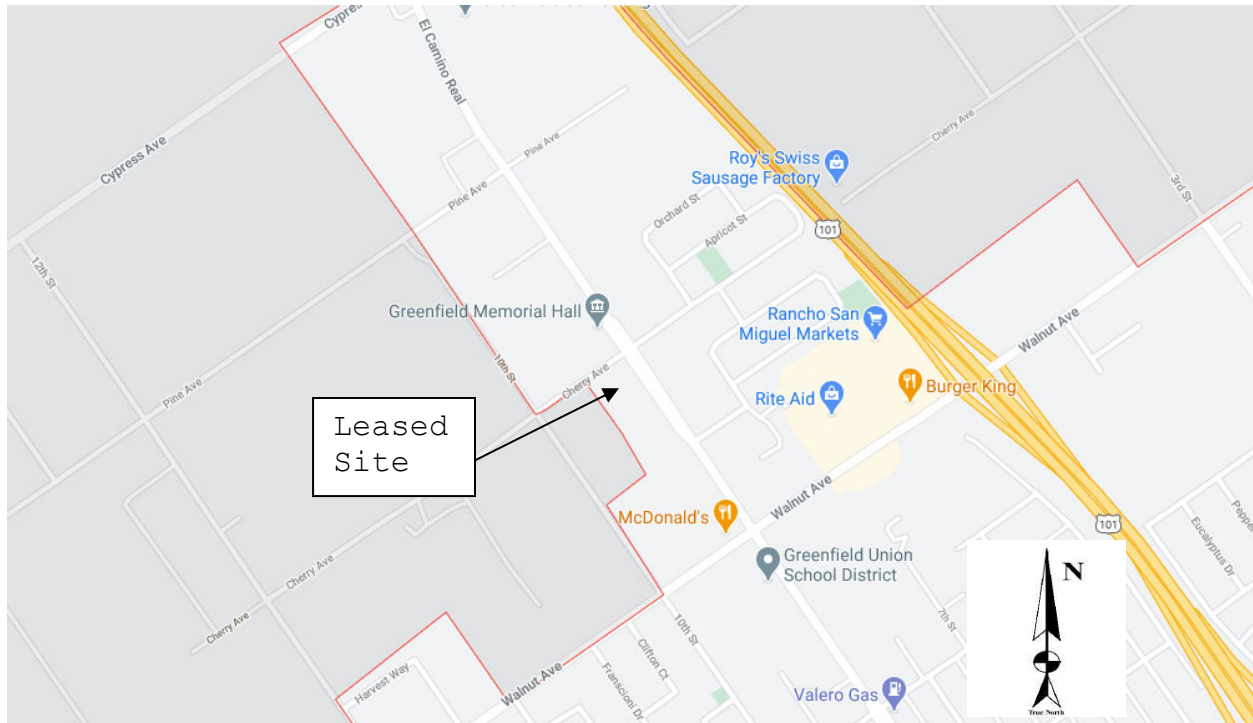 Cypress Ave
El Camino Real
Cypress Ave
Pine Ave
Pine Ave
Cherry Ave
3rd St
Roy's Swiss
Sausage Factory
Orchard St
Apricot St
101
12th St
Greenfield Memorial Hall
Rancho San
Miguel Markets
Walnut Ave
10th St
Cherry Ave
Pine Ave
Rite Aid
Burger King
Leased
Site
McDonald's
Walnut Ave
101
Eucalyptus Dr
Greenfield Union
School District
N
True North
Cherry Ave
Cherry Ave
7th St
10th St
Clifton Ct
Franscioni Dr
Harvest Way
Walnut Ave
Valero Gas